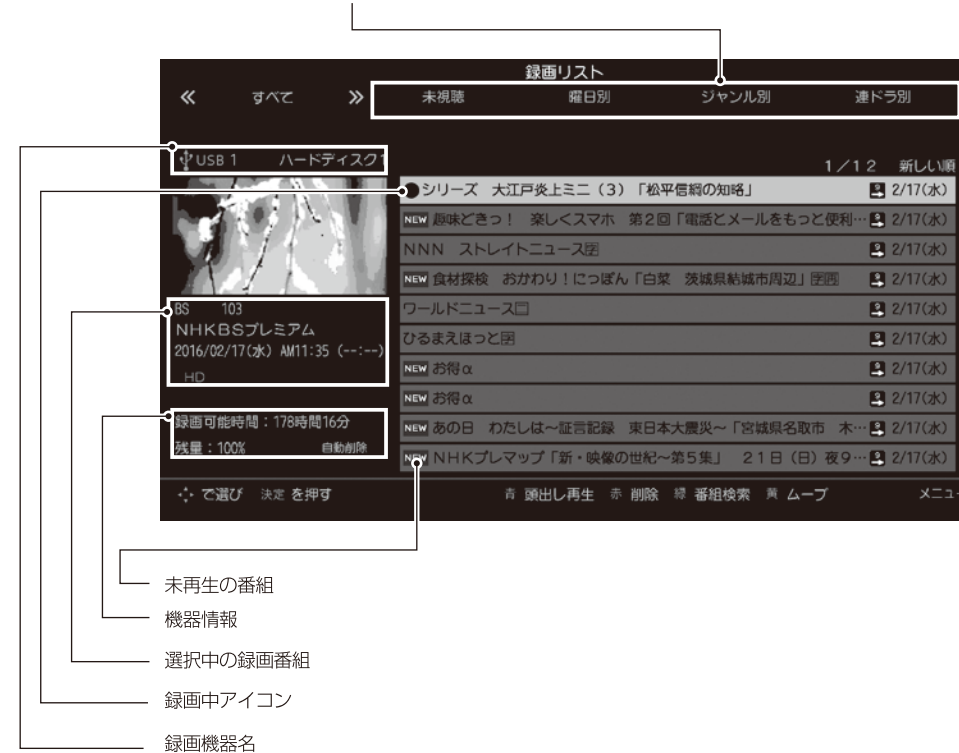 録画リスト
≪ すべて ≫ 未視聴 曜日別 ジャンル別 連ドラ別
USB 1 ハードディスク1
1/12 新しい順
●シリーズ 大江戸炎上ミニ（3）「松平信綱の知略」 2/17(水)
NEW 趣味どきっ！ 楽しくスマホ 第2回「電話とメールをもっと便利… 2/17(水)
NNN ストレイトニュース字 2/17(水)
NEW 食材探検 おかわり！にっぽん「白菜 茨城県結城市周辺」字再 2/17(水)
ワールドニュース二 2/17(水)
ひるまえほっと字 2/17(水)
NEW お得α 2/17(水)
NEW お得α 2/17(水)
NEW あの日 わたしは～証言記録 東日本大震災～「宮城県名取市 木… 2/17(水)
NEW NHKプレマップ「新・映像の世紀～第5集」 21日（日）夜9… 2/17(水)
BS 103
NHKBSプレミアム
2016/02/17(水) AM11:35 (--:--)
HD
録画可能時間：178時間16分
残量：100% 自動削除
で選び 決定 を押す 青 頭出し再生 赤 削除 緑 番組検索 黄 ムーブ メニュー
未再生の番組
機器情報
選択中の録画番組
録画中アイコン
録画機器名